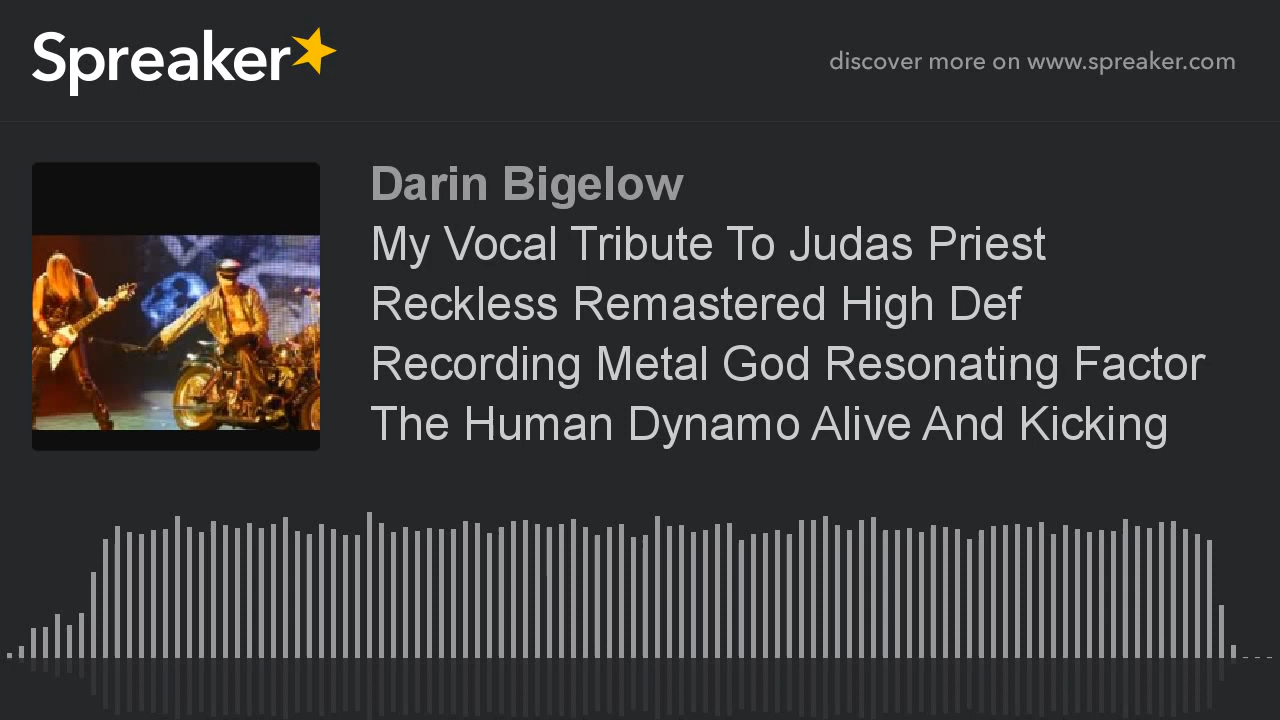 Spreaker
discover more on www.spreaker.com
Darin Bigelow
My Vocal Tribute To Judas Priest
Reckless Remastered High Def
Recording Metal God Resonating Factor
The Human Dynamo Alive And Kicking